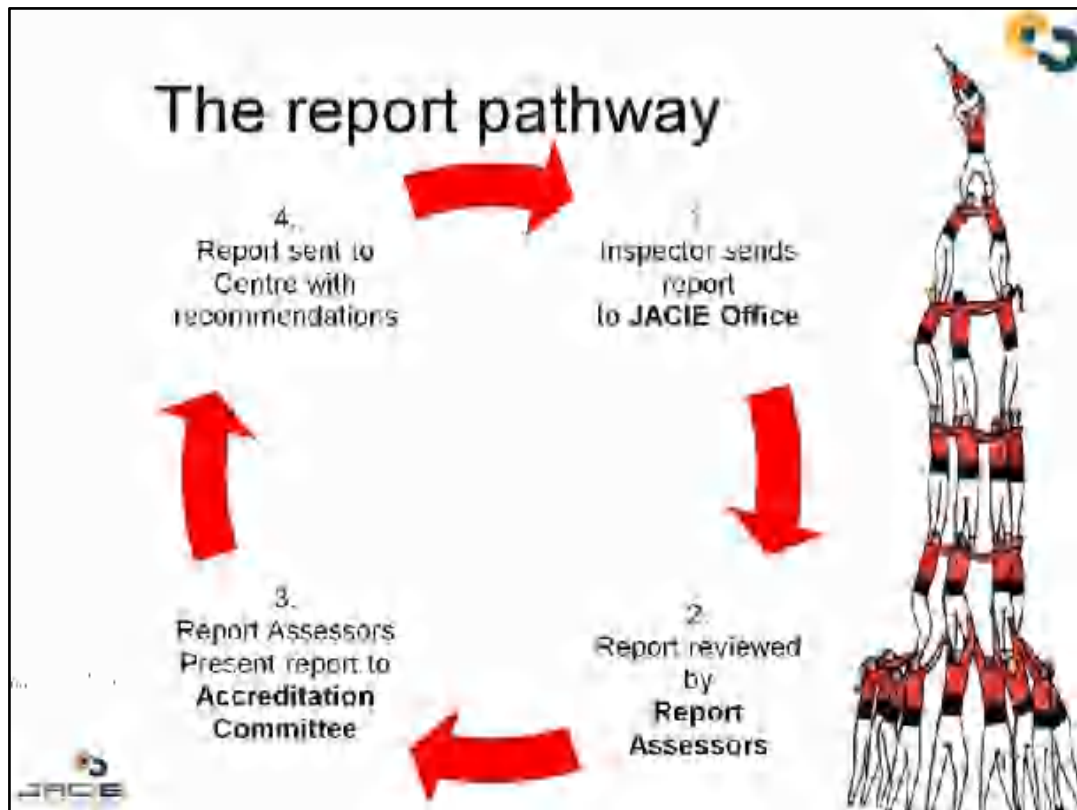 The report pathway
4.
Report sent to
Centre with
recommendations
1
Inspector sends
report
to JACIE Office
3.
Report Assessors
Present report to
Accreditation
Committee
2
Report reviewed
by
Report
Assessors
JACIE